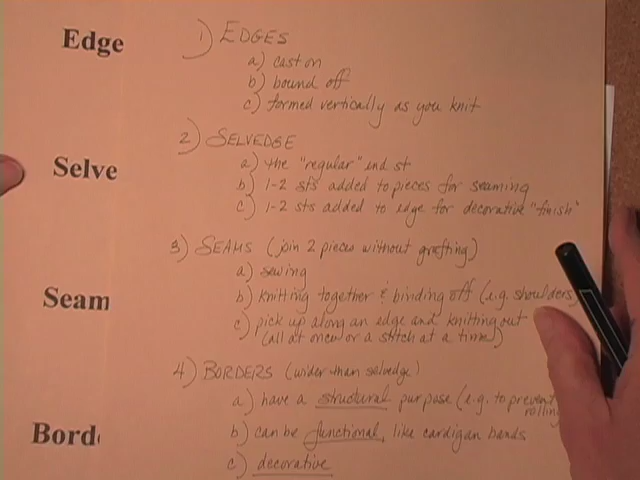 Edge
1) EDGES
a) cast on
b) bound off
c) formed vertically as you knit
Selve
2) SELVEDGE
a) the "regular" end st
b) 1-2 sts added to pieces for seaming
c) 1-2 sts added to edge for decorative "finish"
Seam
3) SEAMS (join 2 pieces without grafting)
a) sewing
b) knitting together & binding off (e.g. shoulders)
c) pick up along an edge and knitting out
(all at once or a stitch at a time)
Borde
4) BORDERS (wider than selvedge)
a) have a structural purpose (e.g. to prevent
rolling
b) can be functional, like cardigan bands
c) decorative